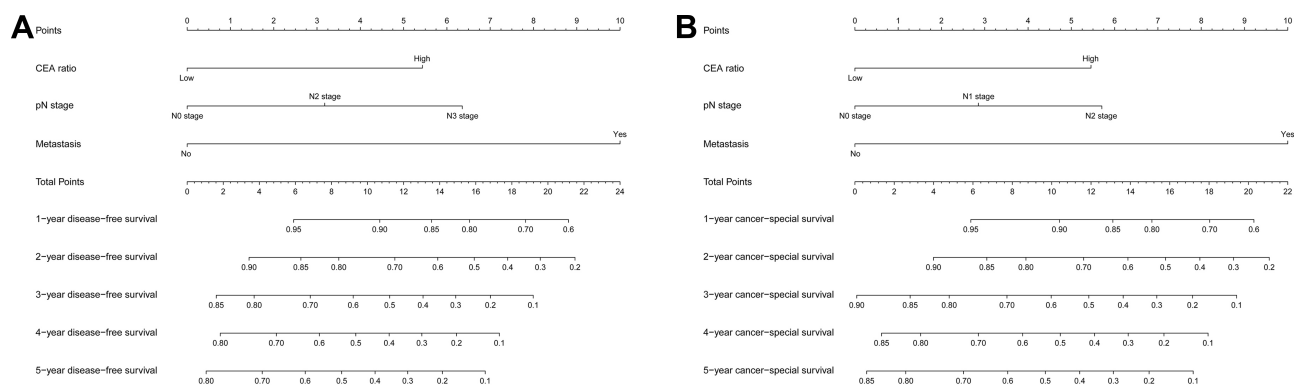 A
Points
0 1 2 3 4 5 6 7 8 9 10
CEA ratio
Low
High
pN stage
N0 stage
N2 stage
N3 stage
Metastasis
No
Yes
Total Points
0 2 4 6 8 10 12 14 16 18 20 22 24
1−year disease−free survival
0.95 0.90 0.85 0.80 0.70 0.6
2−year disease−free survival
0.90 0.85 0.80 0.70 0.60 0.5 0.4 0.3 0.2
3−year disease−free survival
0.85 0.80 0.70 0.6 0.5 0.4 0.3 0.2 0.1
4−year disease−free survival
0.80 0.70 0.60 0.5 0.4 0.3 0.2 0.1
5−year disease−free survival
0.80 0.70 0.60 0.5 0.4 0.3 0.2 0.1
B
Points
0 1 2 3 4 5 6 7 8 9 10
CEA ratio
Low
High
pN stage
N0 stage
N1 stage
N2 stage
Metastasis
No
Yes
Total Points
0 2 4 6 8 10 12 14 16 18 20 22
1−year cancer−special survival
0.95 0.90 0.85 0.80 0.70 0.6
2−year cancer−special survival
0.90 0.85 0.80 0.70 0.60 0.5 0.4 0.3 0.2
3−year cancer−special survival
0.90 0.85 0.80 0.70 0.60 0.5 0.4 0.3 0.2 0.1
4−year cancer−special survival
0.85 0.80 0.70 0.60 0.5 0.4 0.3 0.2 0.1
5−year cancer−special survival
0.85 0.80 0.70 0.60 0.5 0.4 0.3 0.2 0.1